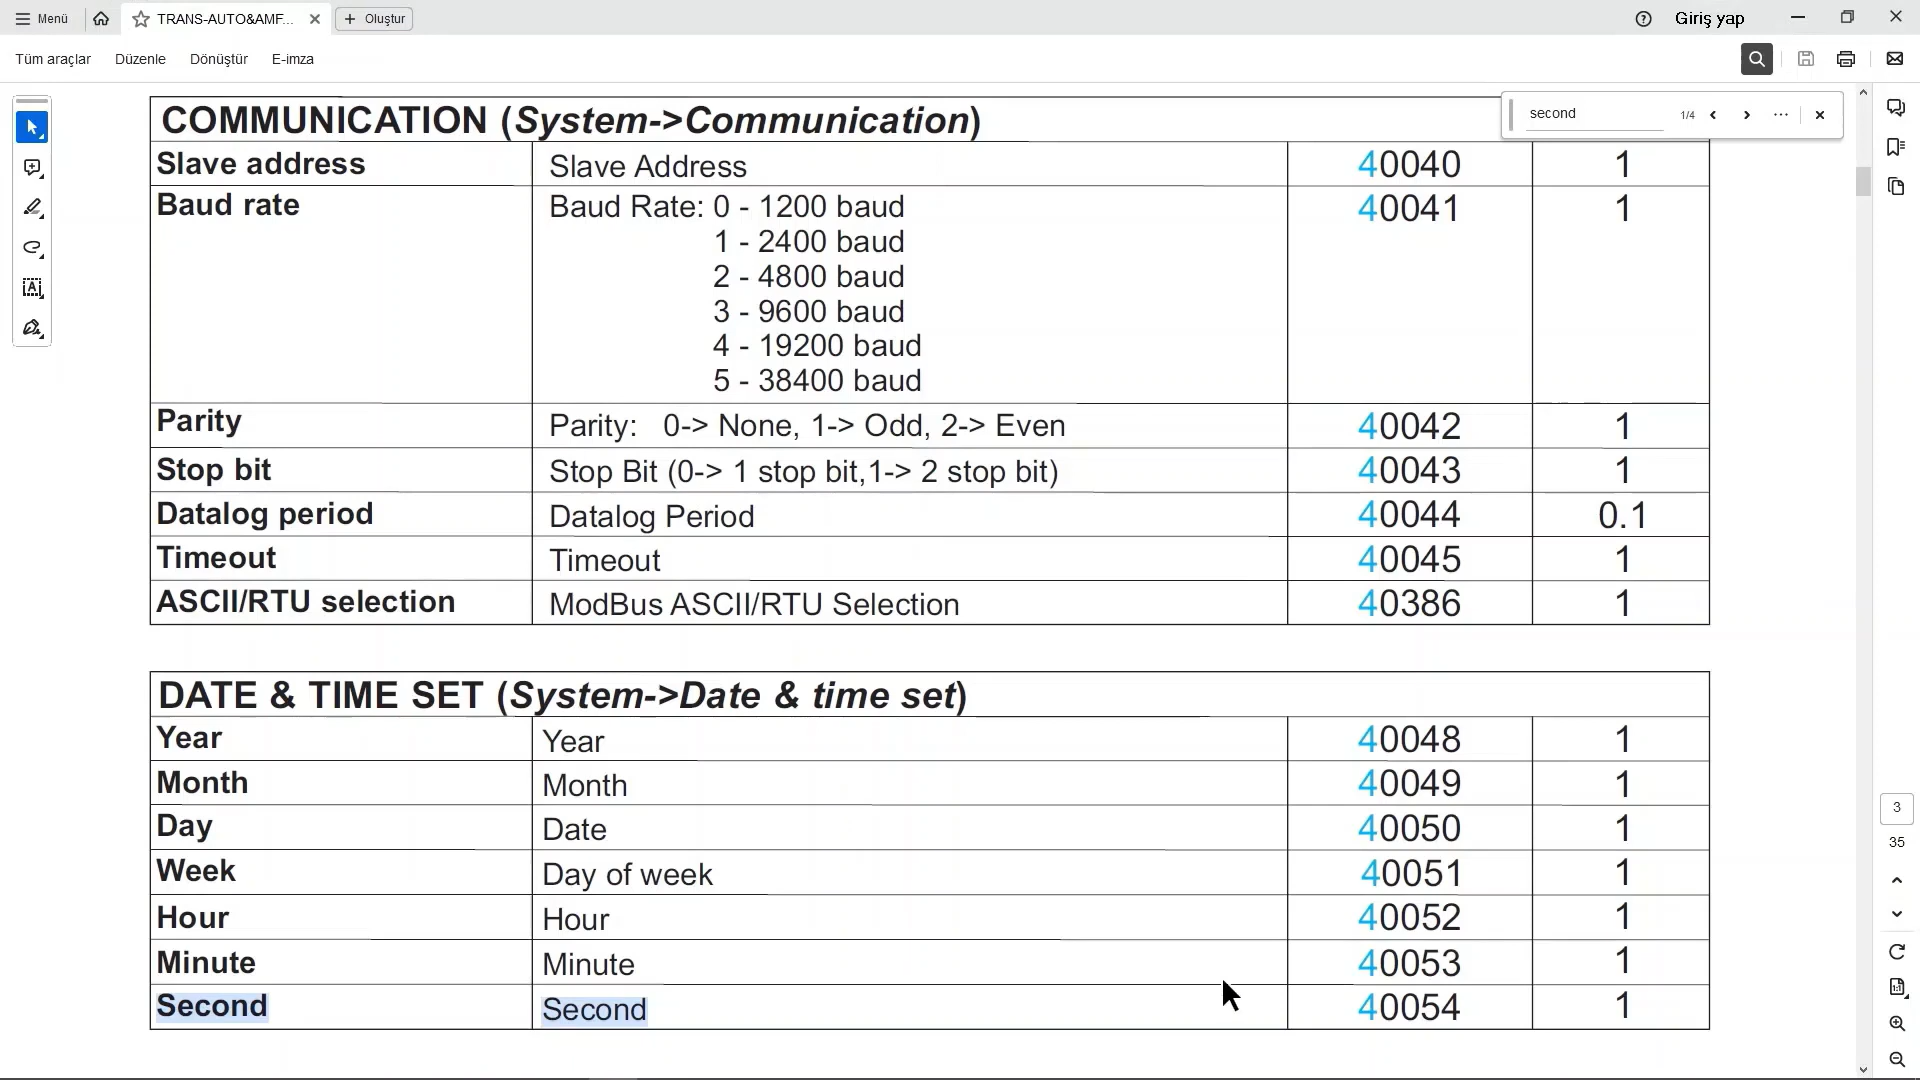 Menü
TRANS-AUTO&AMF...
Oluştur
Giriş yap
Tüm araçlar Düzenle Dönüştür E-imza
second 1/4
COMMUNICATION (System->Communication)
Slave address Slave Address 40040 1
Baud rate Baud Rate: 0 - 1200 baud 40041 1
1 - 2400 baud
2 - 4800 baud
3 - 9600 baud
4 - 19200 baud
5 - 38400 baud
Parity Parity: 0-> None, 1-> Odd, 2-> Even 40042 1
Stop bit Stop Bit (0-> 1 stop bit,1-> 2 stop bit) 40043 1
Datalog period Datalog Period 40044 0.1
Timeout Timeout 40045 1
ASCII/RTU selection ModBus ASCII/RTU Selection 40386 1
DATE & TIME SET (System->Date & time set)
Year Year 40048 1
Month Month 40049 1
Day Date 40050 1
Week Day of week 40051 1
Hour Hour 40052 1
Minute Minute 40053 1
Second Second 40054 1
3
35